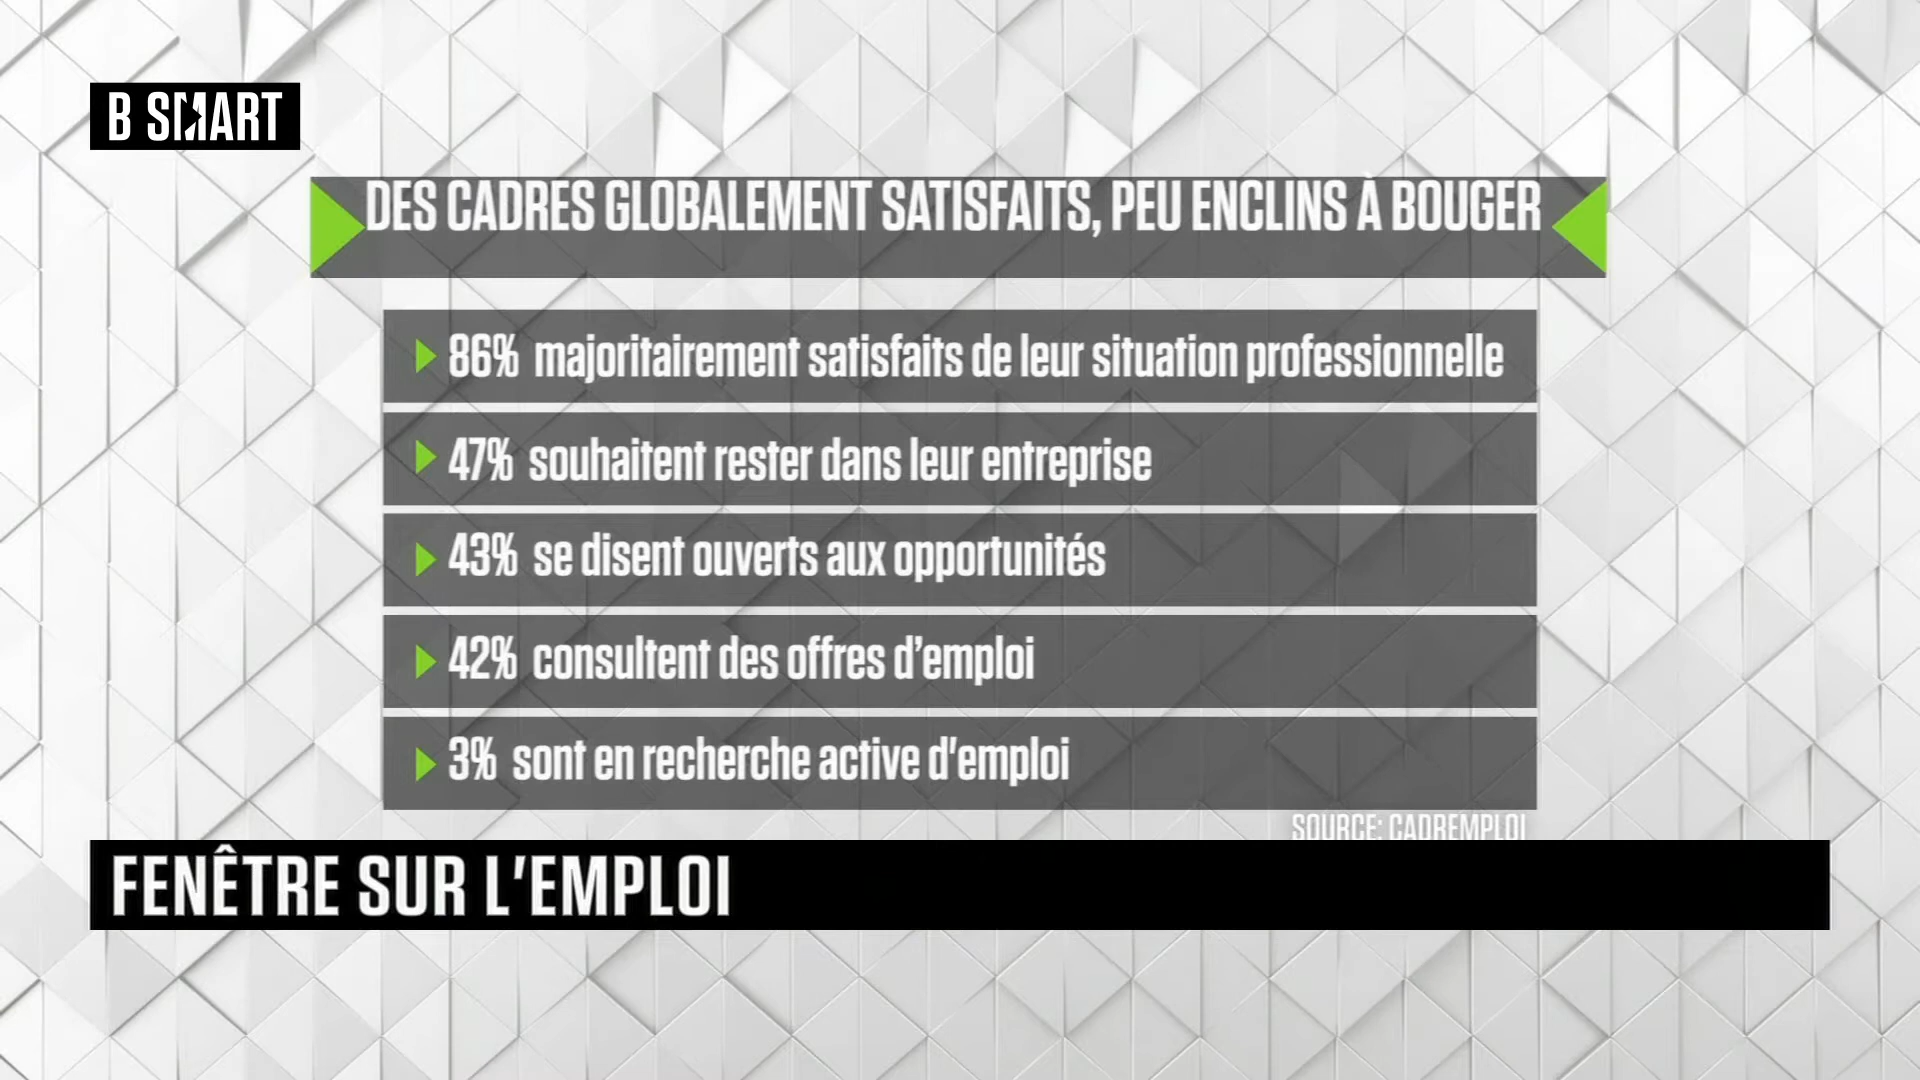 B SMART
DES CADRES GLOBALEMENT SATISFAITS, PEU ENCLINS À BOUGER
86% majoritairement satisfaits de leur situation professionnelle
47% souhaitent rester dans leur entreprise
43% se disent ouverts aux opportunités
42% consultent des offres d’emploi
3% sont en recherche active d'emploi
SOURCE: CADREMPLOI
FENÊTRE SUR L’EMPLOI